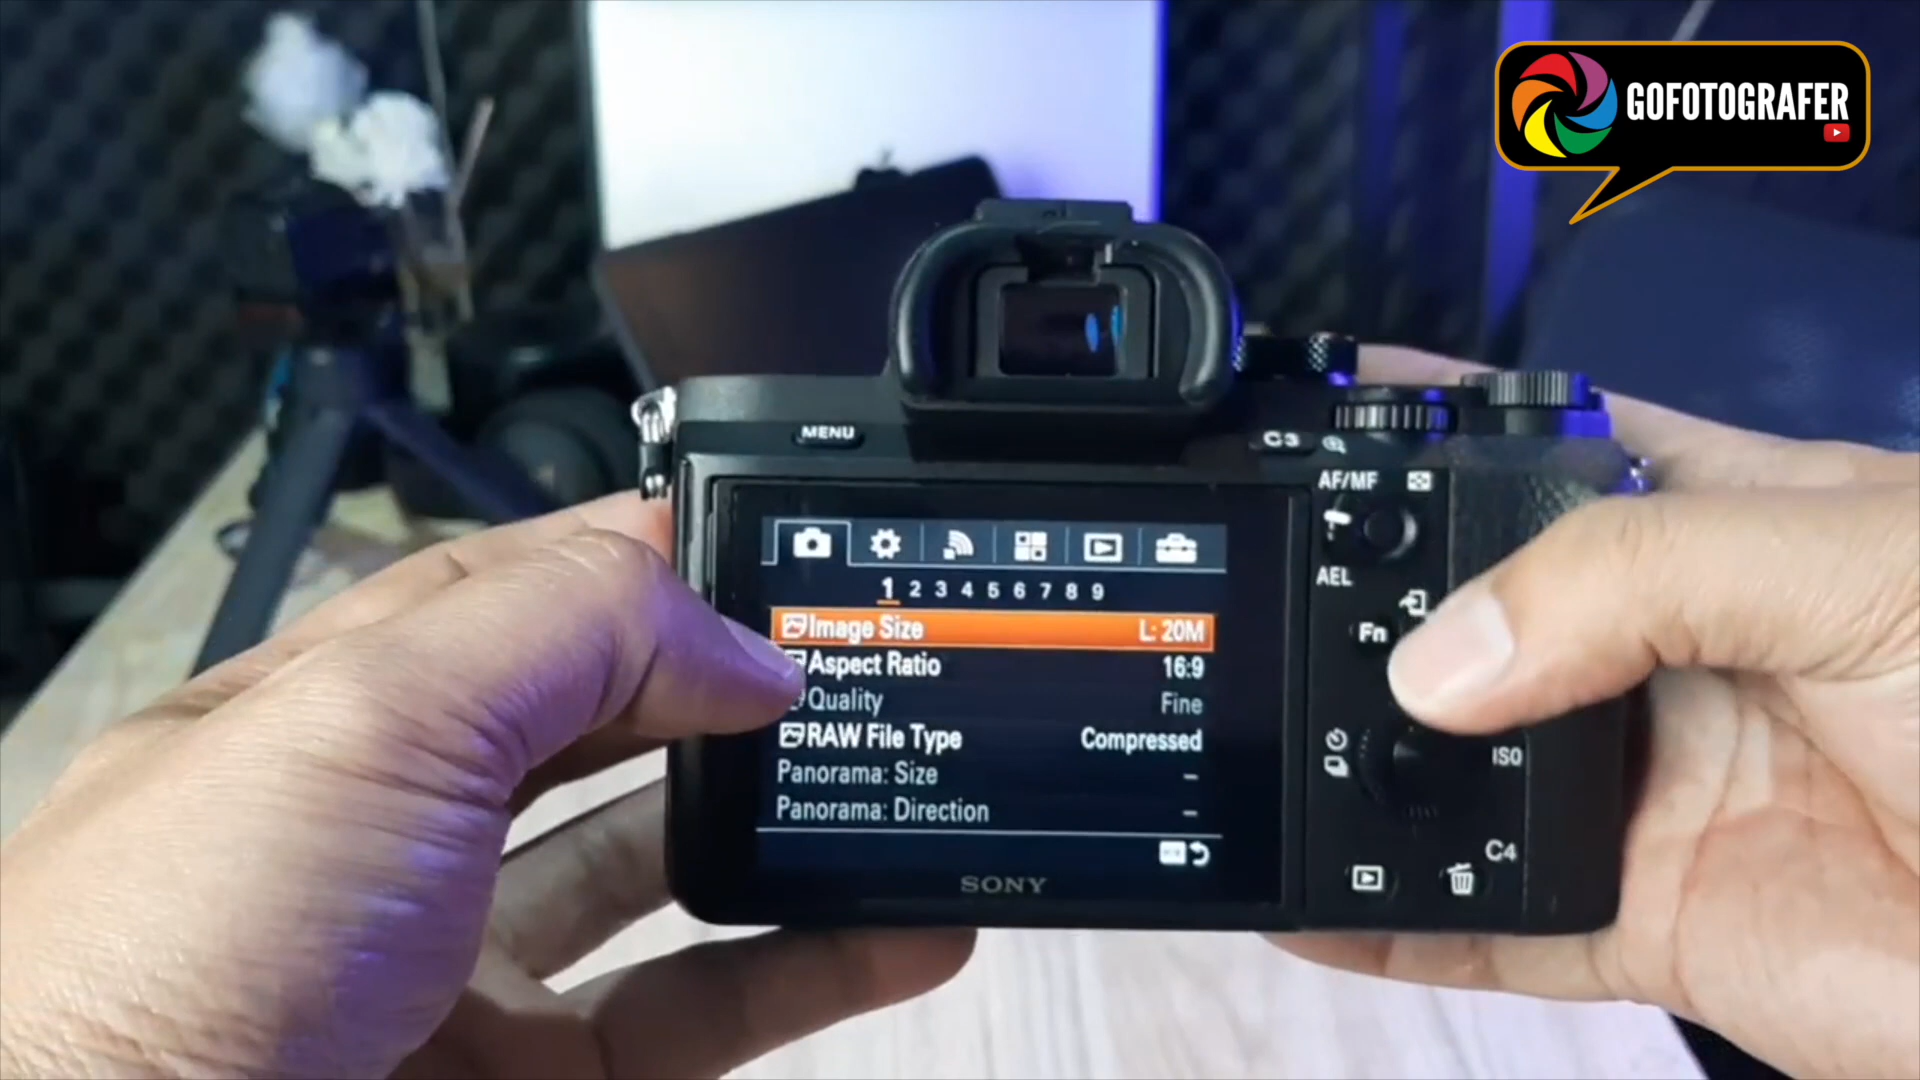 GOFOTOGRAFER
MENU
C3
AF/MF
AEL
Fn
1 2 3 4 5 6 7 8 9
Image Size L: 20M
Aspect Ratio 16:9
Quality Fine
RAW File Type Compressed
Panorama: Size –
Panorama: Direction –
ISO
C4
SONY